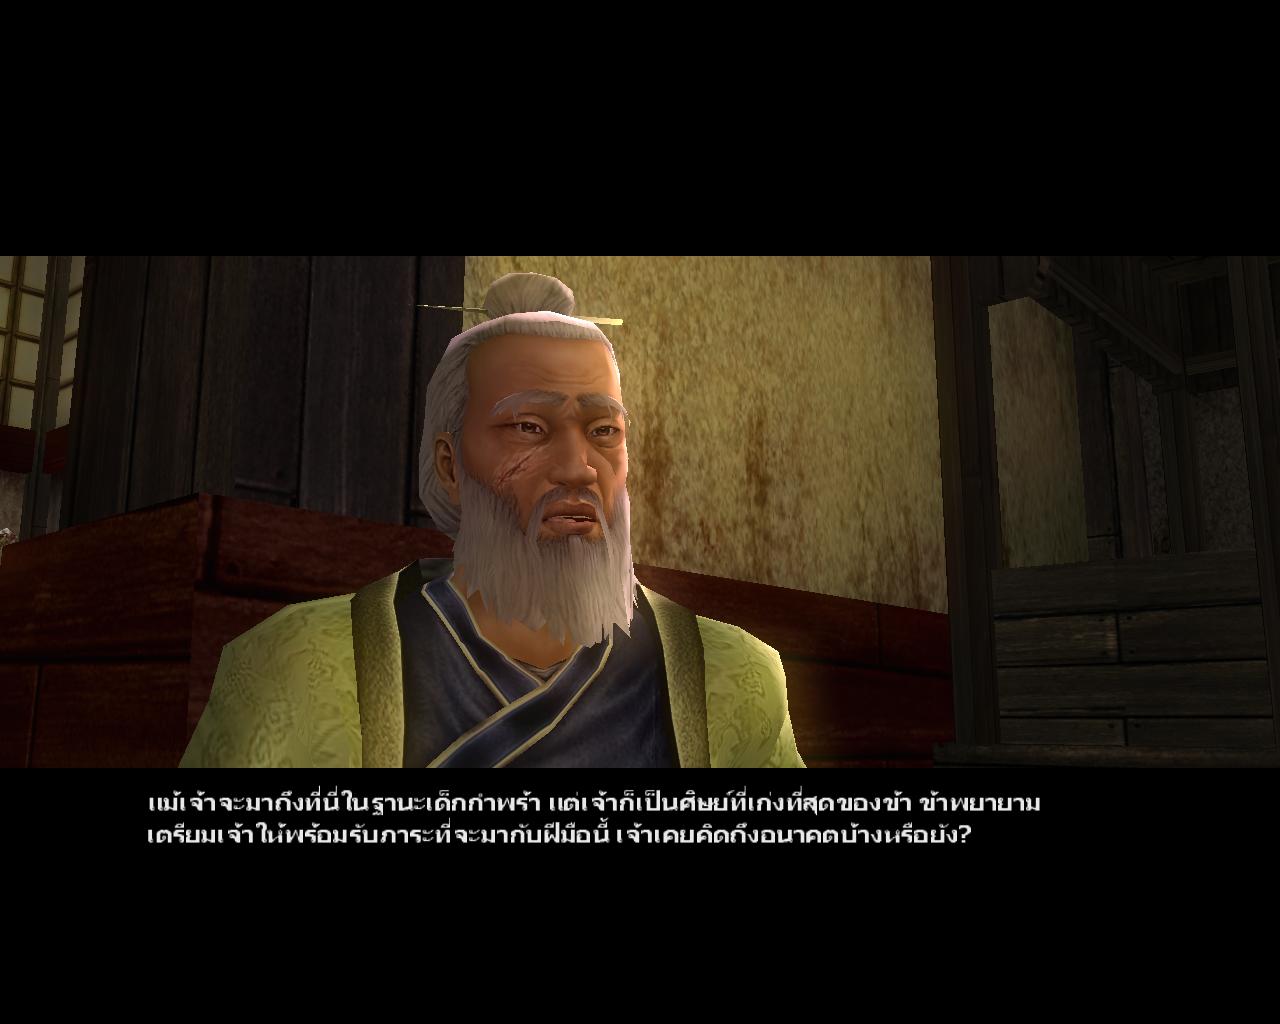 แม้เจ้าจะมาถึงที่นี่ในฐานะเด็กกำพร้า แต่เจ้าก็เป็นศิษย์ที่เก่งที่สุดของข้า ข้าพยายาม
เตรียมเจ้าให้พร้อมรับภาระที่จะมากับฝีมือนี้ เจ้าเคยคิดถึงอนาคตบ้างหรือยัง?